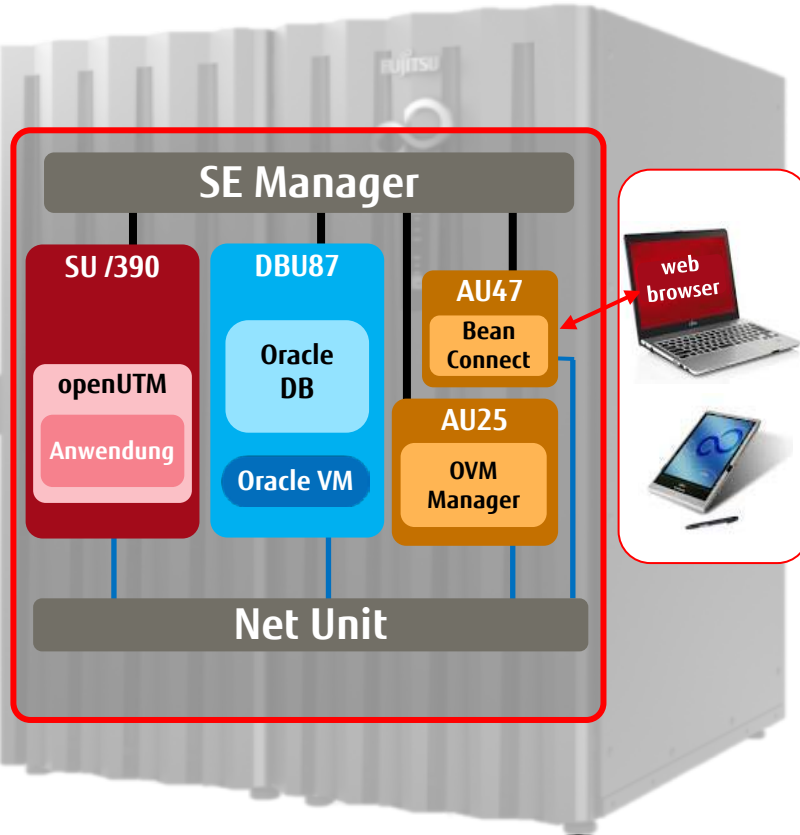 FUJITSU
SE Manager
SU /390
openUTM
Anwendung
DBU87
Oracle
DB
Oracle VM
AU47
Bean
Connect
AU25
OVM
Manager
web
browser
Net Unit